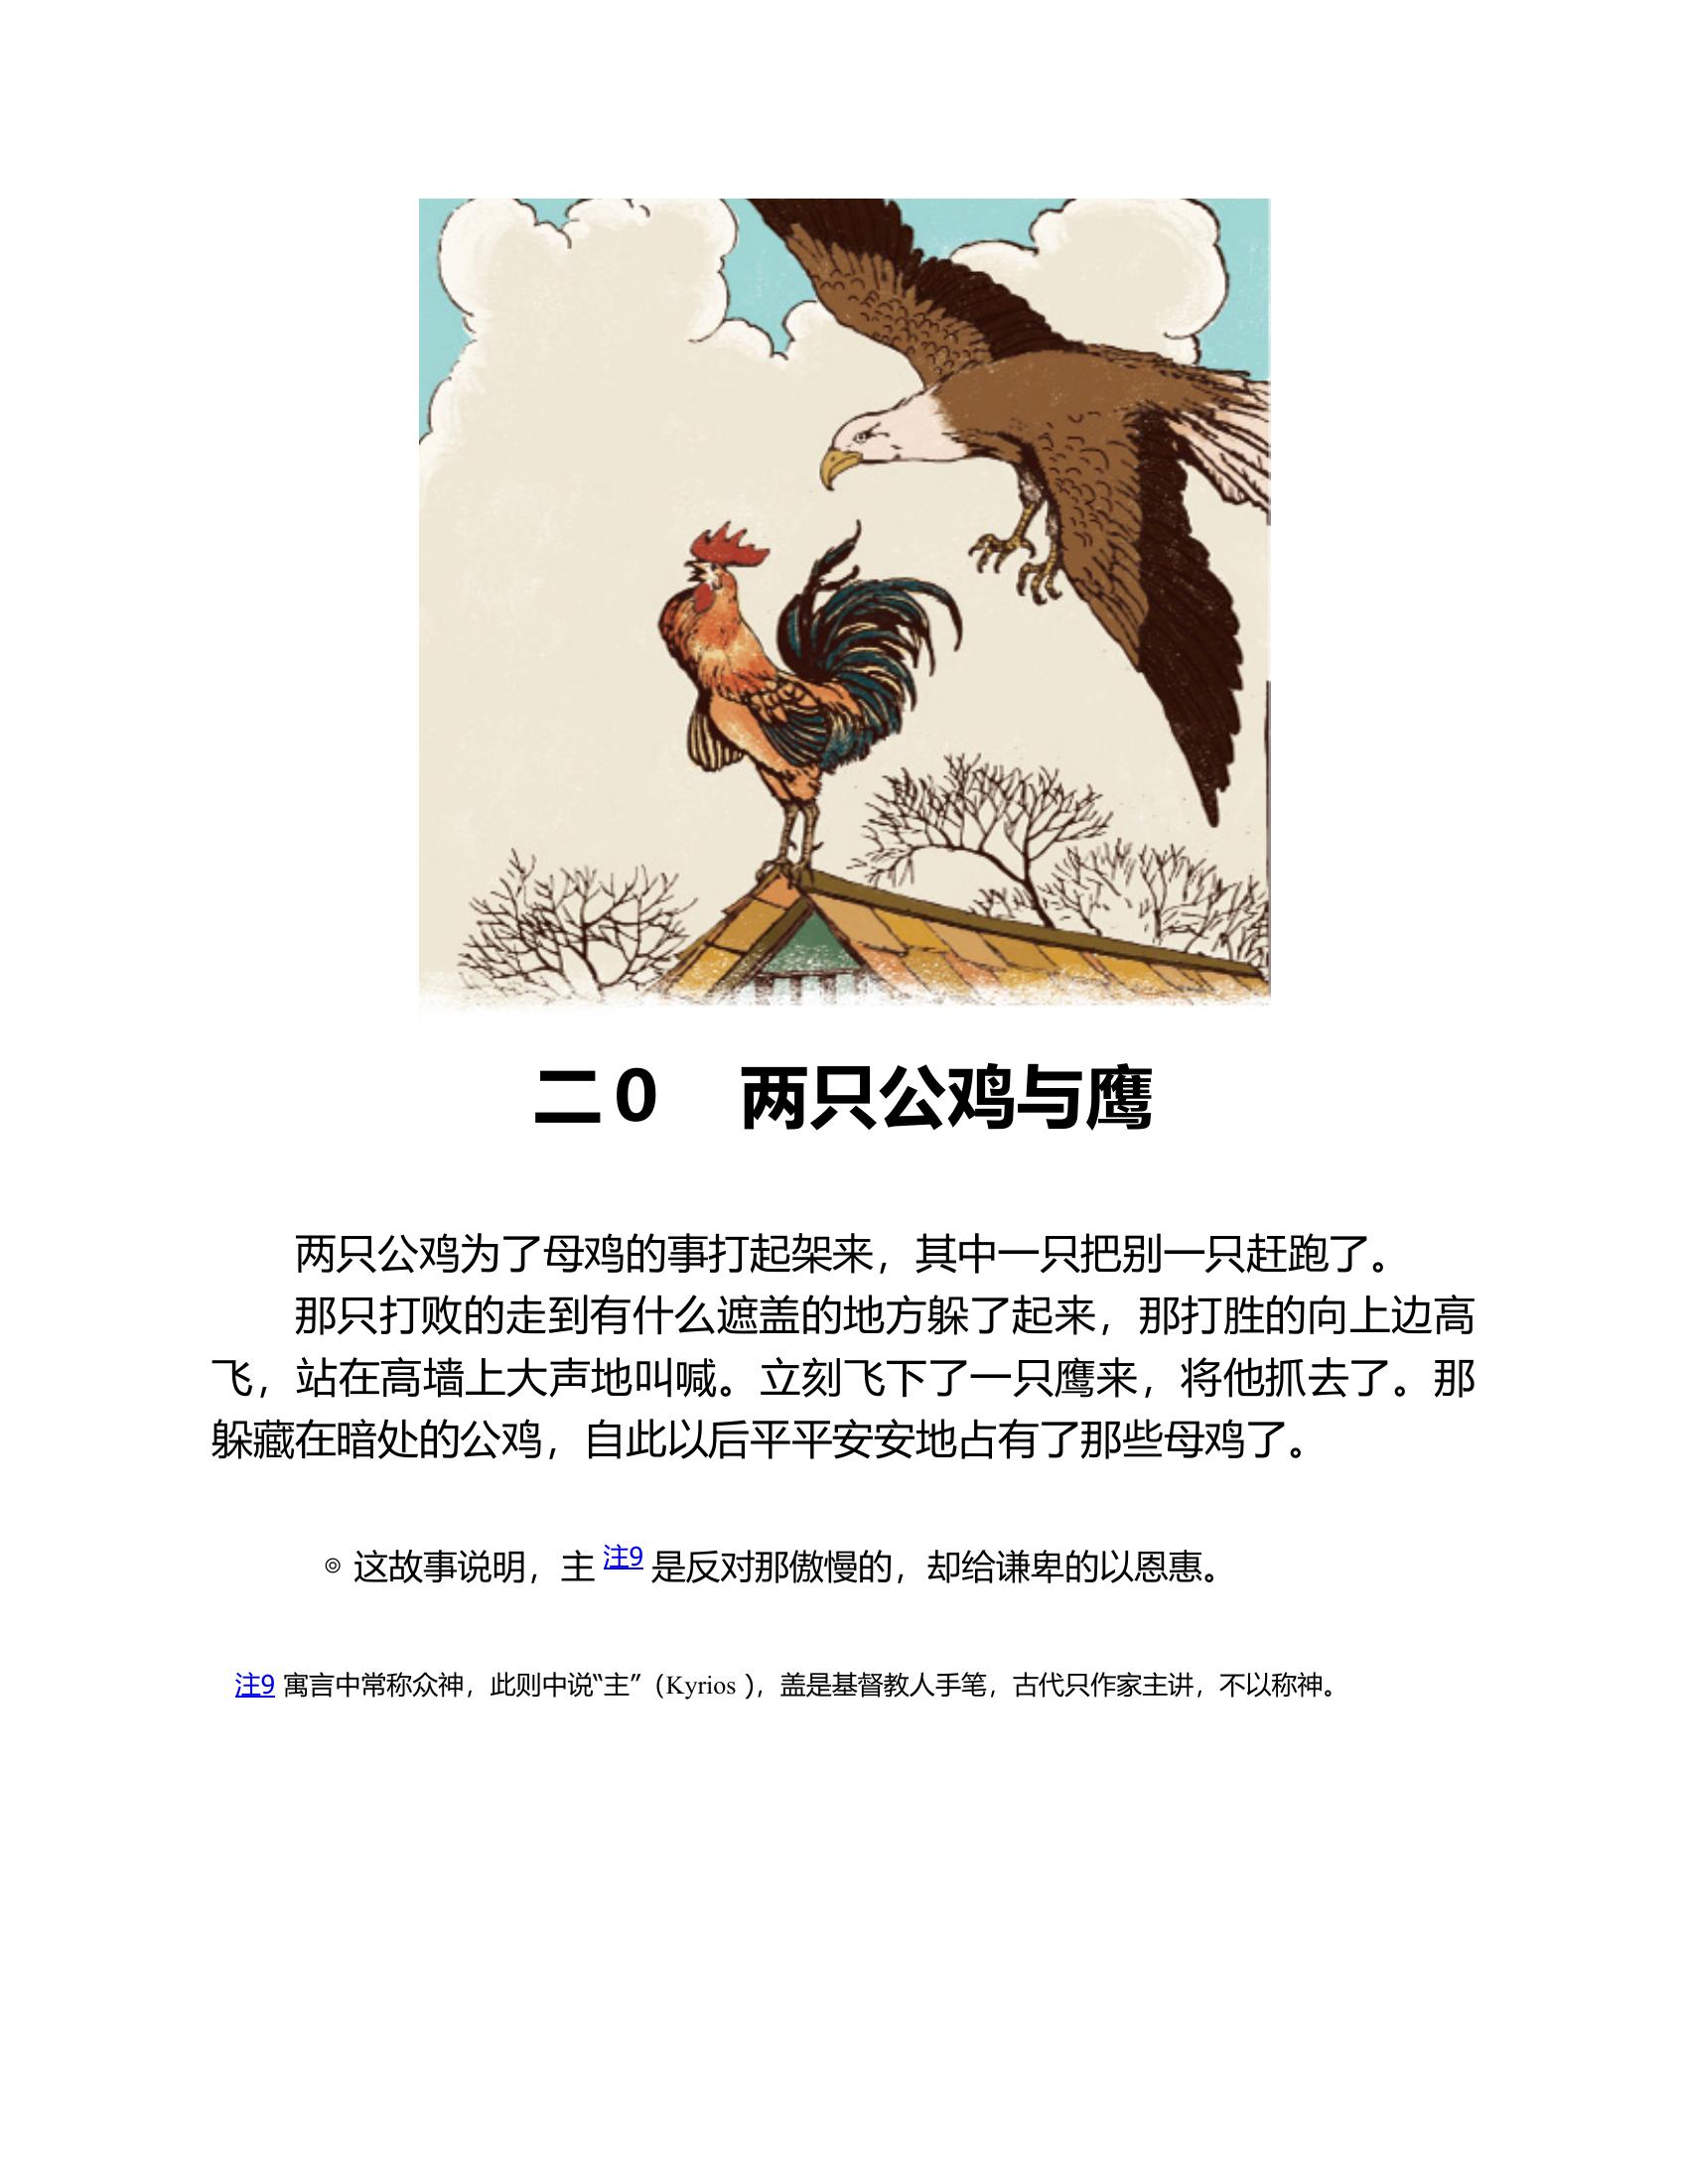 二0　两只公鸡与鹰
两只公鸡为了母鸡的事打起架来，其中一只把别一只赶跑了。
那只打败的走到有什么遮盖的地方躲了起来，那打胜的向上边高
飞，站在高墙上大声地叫喊。立刻飞下了一只鹰来，将他抓去了。那
躲藏在暗处的公鸡，自此以后平平安安地占有了那些母鸡了。
◎ 这故事说明，主 注9 是反对那傲慢的，却给谦卑的以恩惠。
注9 寓言中常称众神，此则中说“主”（Kyrios ），盖是基督教人手笔，古代只作家主讲，不以称神。